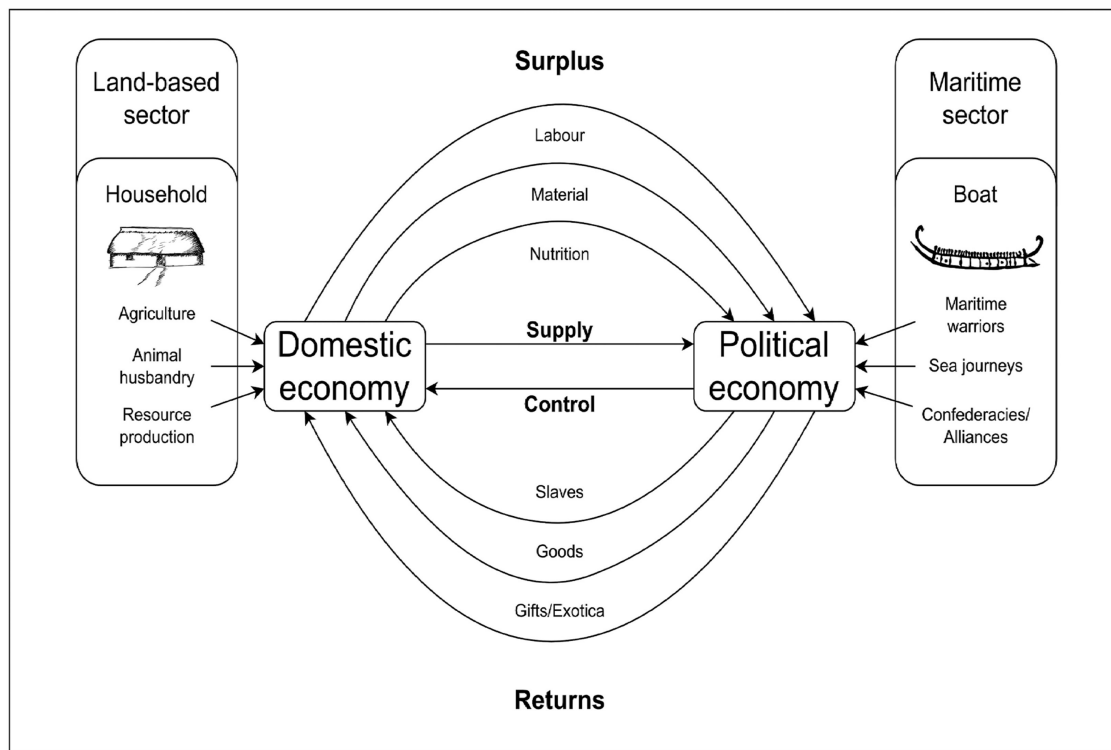 Surplus
Land-based
sector
Household
Agriculture
Animal
husbandry
Resource
production
Labour
Material
Nutrition
Domestic
economy
Supply
Control
Political
economy
Slaves
Goods
Gifts/Exotica
Returns
Maritime
sector
Boat
Maritime
warriors
Sea journeys
Confederacies/
Alliances